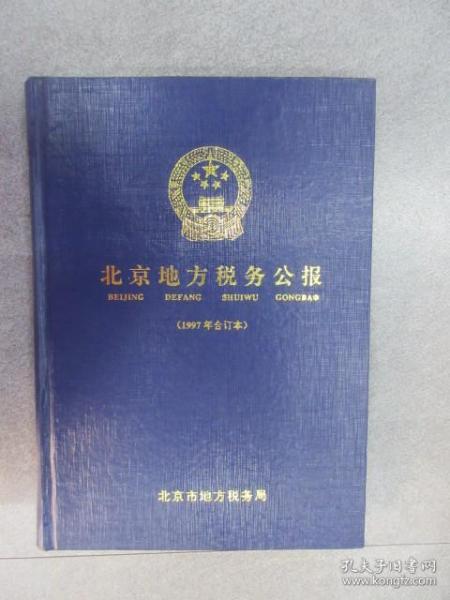 北京地方税务公报
BEIJING DEFANG SHUIWU GONGBAO
(1997年合订本)
北京市地方税务局
孔夫子旧书网
www.kongfz.com